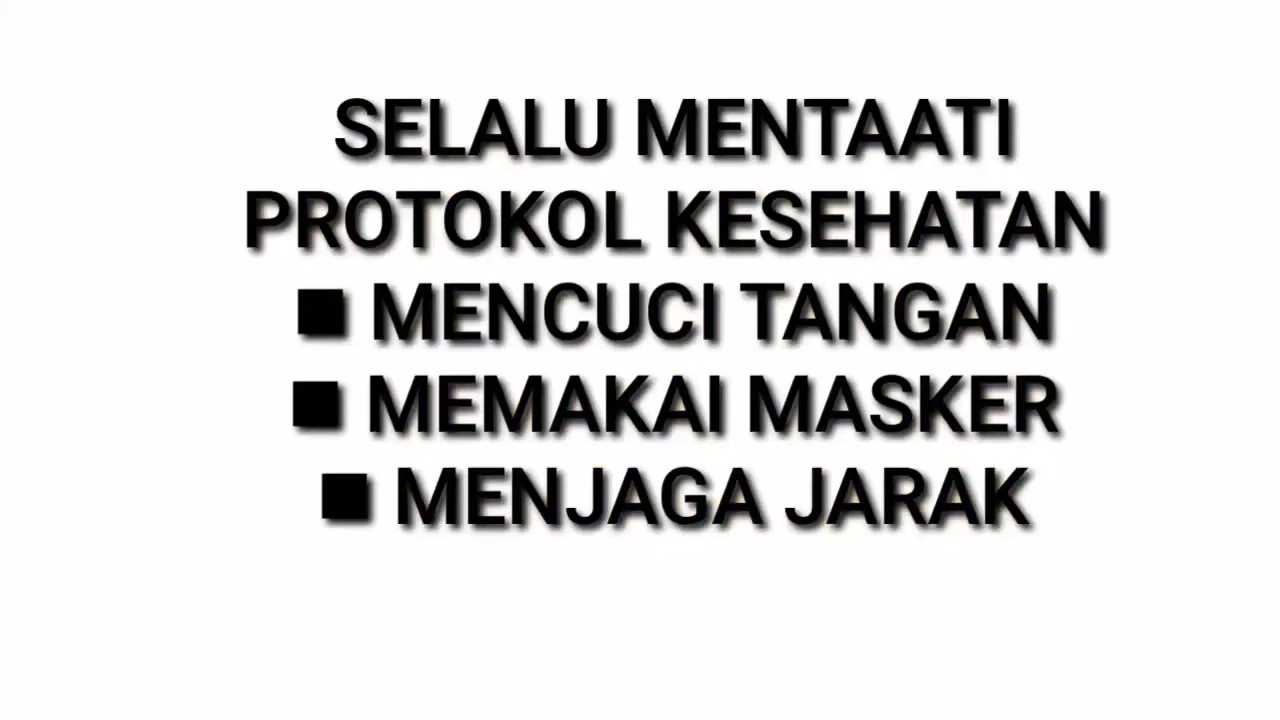 SELALU MENTAATI
PROTOKOL KESEHATAN
■ MENCUCI TANGAN
■ MEMAKAI MASKER
■ MENJAGA JARAK